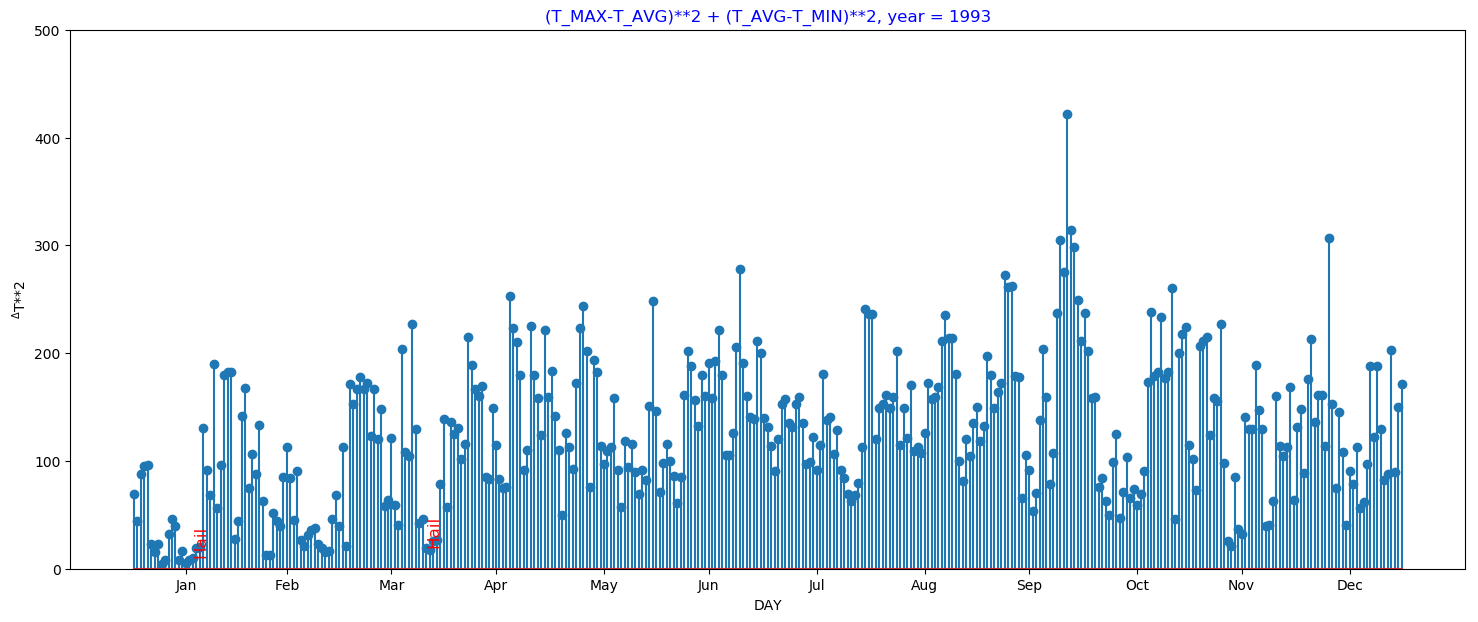 (T_MAX-T_AVG)**2 + (T_AVG-T_MIN)**2, year = 1993
500
400
300
200
100
0
ΔT**2
Hail
Hail
Jan Feb Mar Apr May Jun Jul Aug Sep Oct Nov Dec
DAY